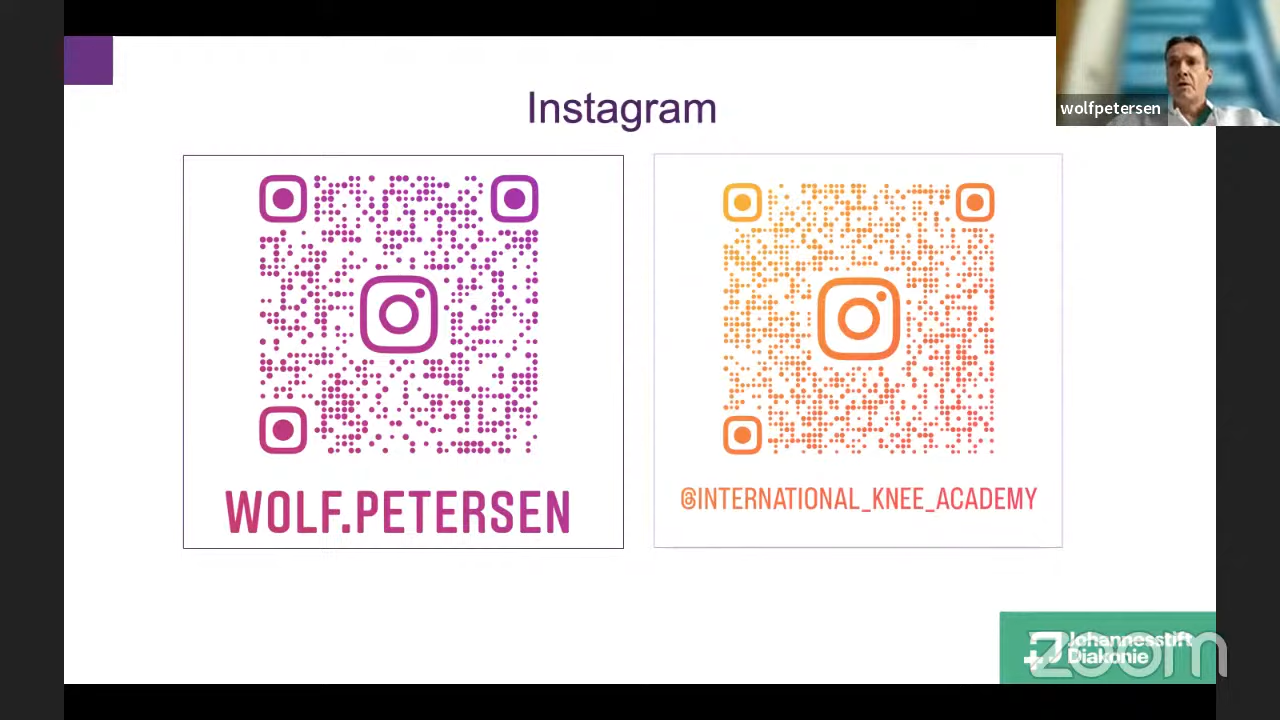 Instagram
wolfpetersen
WOLF.PETERSEN
@INTERNATIONAL_KNEE_ACADEMY
Johannesstift
Diakonie
zoom